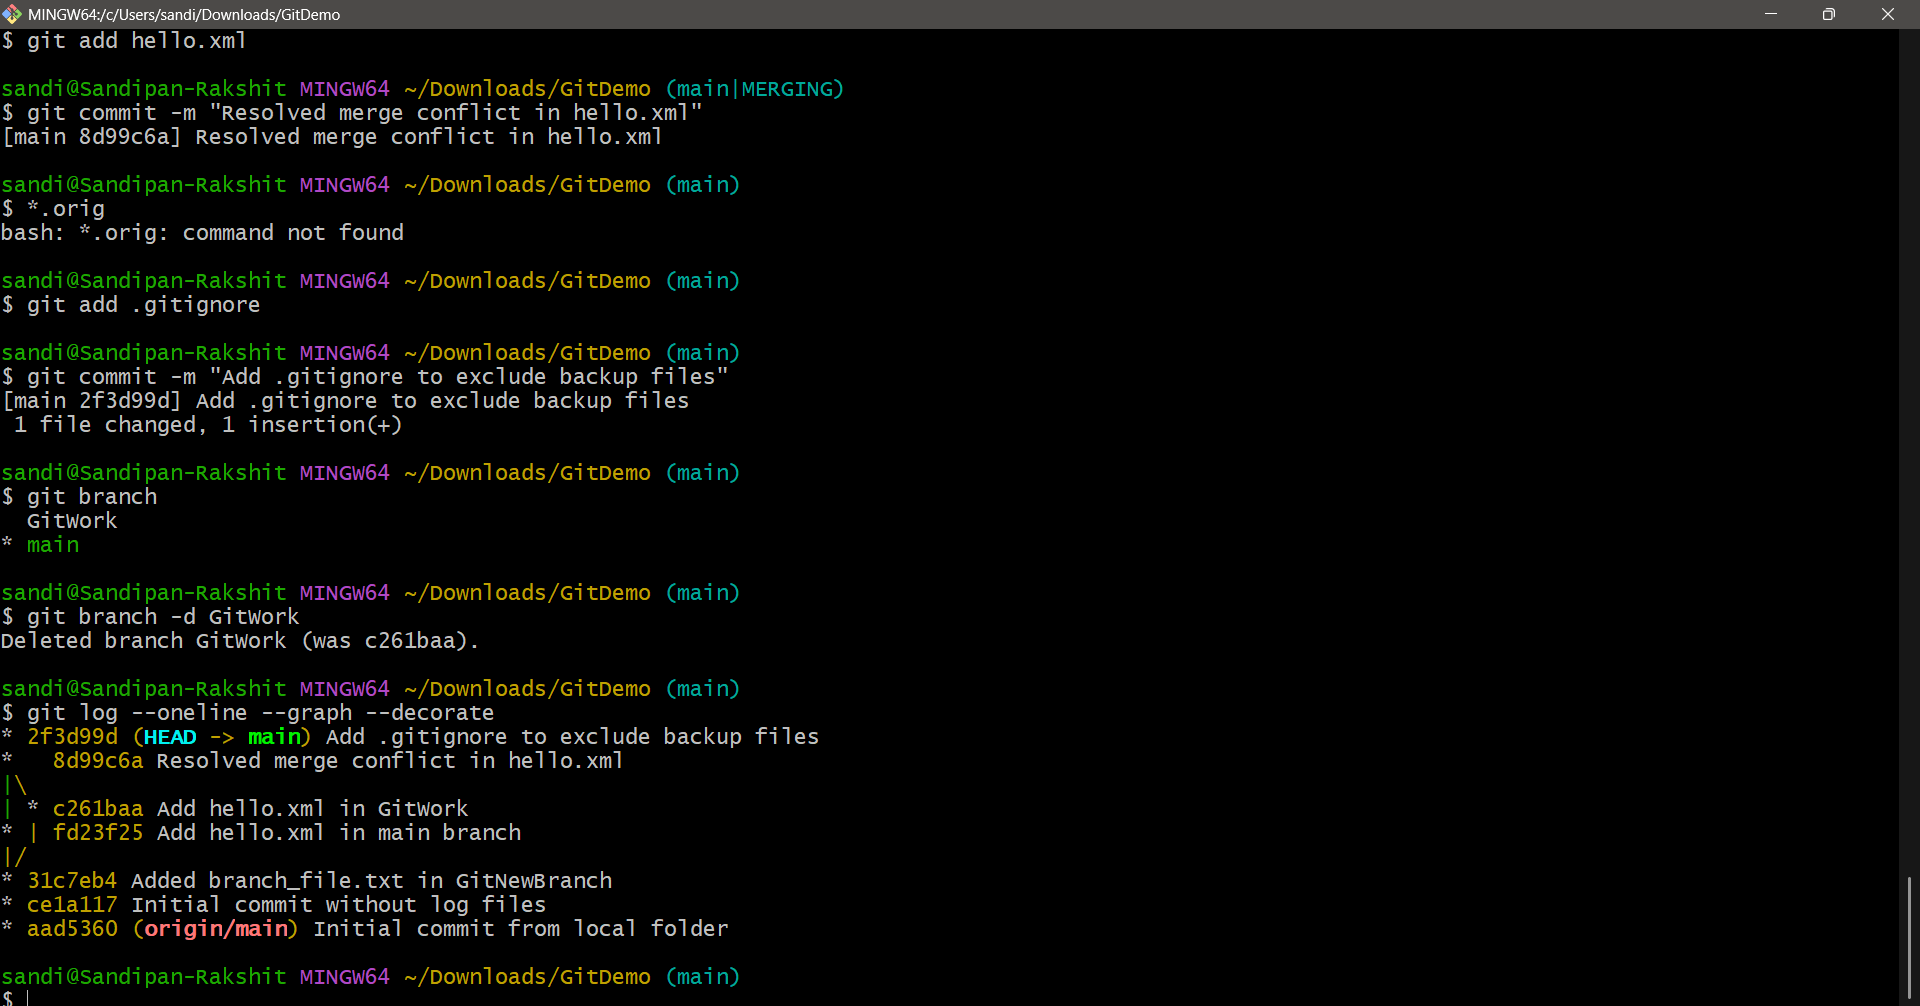 MINGW64:/c/Users/sandi/Downloads/GitDemo
$ git add hello.xml
sandi@Sandipan-Rakshit MINGW64 ~/Downloads/GitDemo (main|MERGING)
$ git commit -m "Resolved merge conflict in hello.xml"
[main 8d99c6a] Resolved merge conflict in hello.xml
sandi@Sandipan-Rakshit MINGW64 ~/Downloads/GitDemo (main)
$ *.orig
bash: *.orig: command not found
sandi@Sandipan-Rakshit MINGW64 ~/Downloads/GitDemo (main)
$ git add .gitignore
sandi@Sandipan-Rakshit MINGW64 ~/Downloads/GitDemo (main)
$ git commit -m "Add .gitignore to exclude backup files"
[main 2f3d99d] Add .gitignore to exclude backup files
 1 file changed, 1 insertion(+)
sandi@Sandipan-Rakshit MINGW64 ~/Downloads/GitDemo (main)
$ git branch
  GitWork
* main
sandi@Sandipan-Rakshit MINGW64 ~/Downloads/GitDemo (main)
$ git branch -d GitWork
Deleted branch GitWork (was c261baa).
sandi@Sandipan-Rakshit MINGW64 ~/Downloads/GitDemo (main)
$ git log --oneline --graph --decorate
* 2f3d99d (HEAD -> main) Add .gitignore to exclude backup files
*   8d99c6a Resolved merge conflict in hello.xml
|\
| * c261baa Add hello.xml in GitWork
* | fd23f25 Add hello.xml in main branch
|/
* 31c7eb4 Added branch_file.txt in GitNewBranch
* ce1a117 Initial commit without log files
* aad5360 (origin/main) Initial commit from local folder
sandi@Sandipan-Rakshit MINGW64 ~/Downloads/GitDemo (main)
$